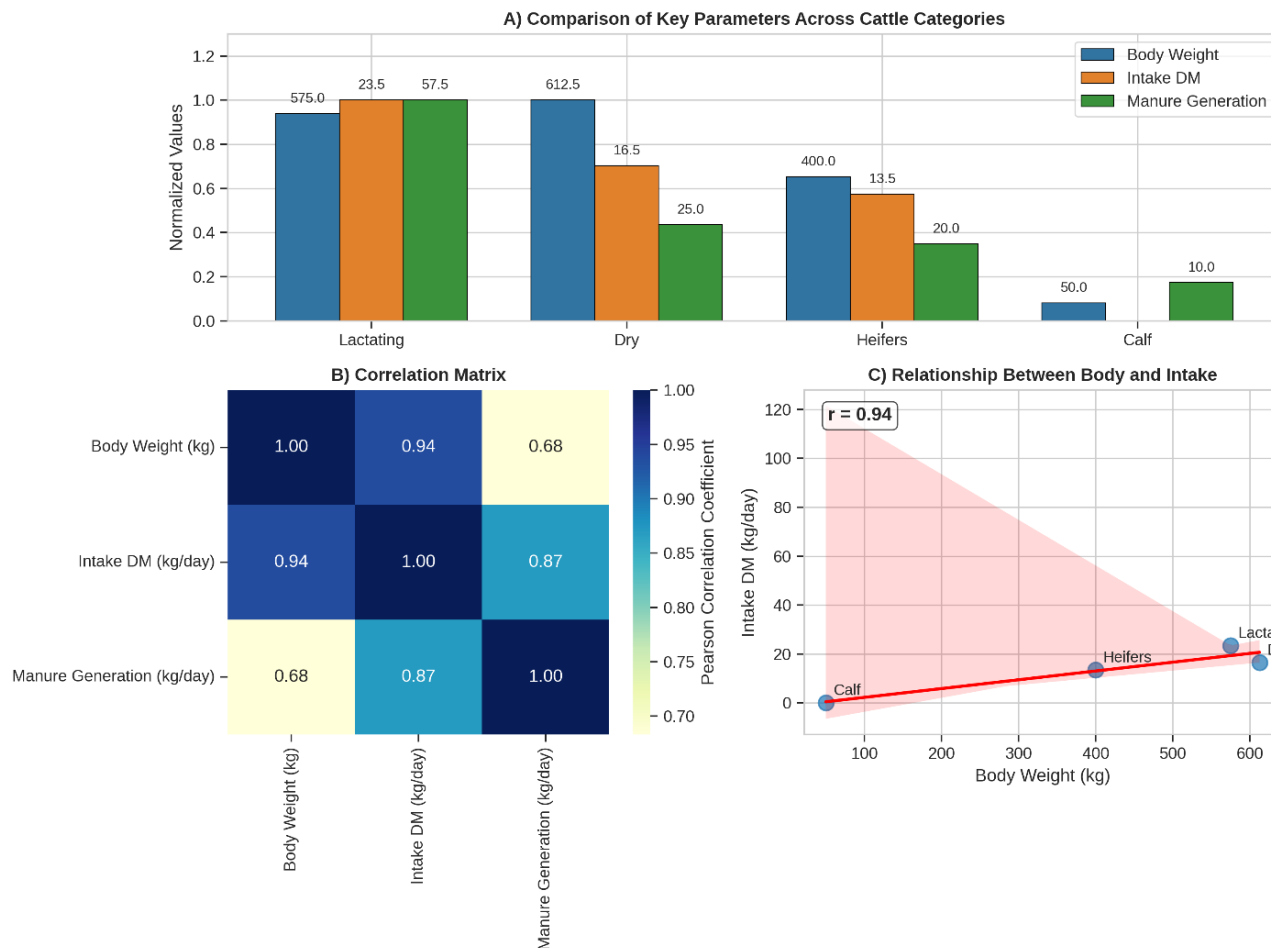 A) Comparison of Key Parameters Across Cattle Categories
Normalized Values
1.2
1.0
0.8
0.6
0.4
0.2
0.0
575.0
23.5
57.5
612.5
16.5
25.0
400.0
13.5
20.0
50.0
10.0
Body Weight
Intake DM
Manure Generation
Lactating
Dry
Heifers
Calf
B) Correlation Matrix
Body Weight (kg)
Intake DM (kg/day)
Manure Generation (kg/day)
1.00 0.94 0.68
0.94 1.00 0.87
0.68 0.87 1.00
Body Weight (kg)
Intake DM (kg/day)
Manure Generation (kg/day)
1.00
0.95
0.90
0.85
0.80
0.75
0.70
Pearson Correlation Coefficient
C) Relationship Between Body and Intake
r = 0.94
Intake DM (kg/day)
120
100
80
60
40
20
0
Calf
Heifers
Lacta
100
200
300
400
500
600
Body Weight (kg)